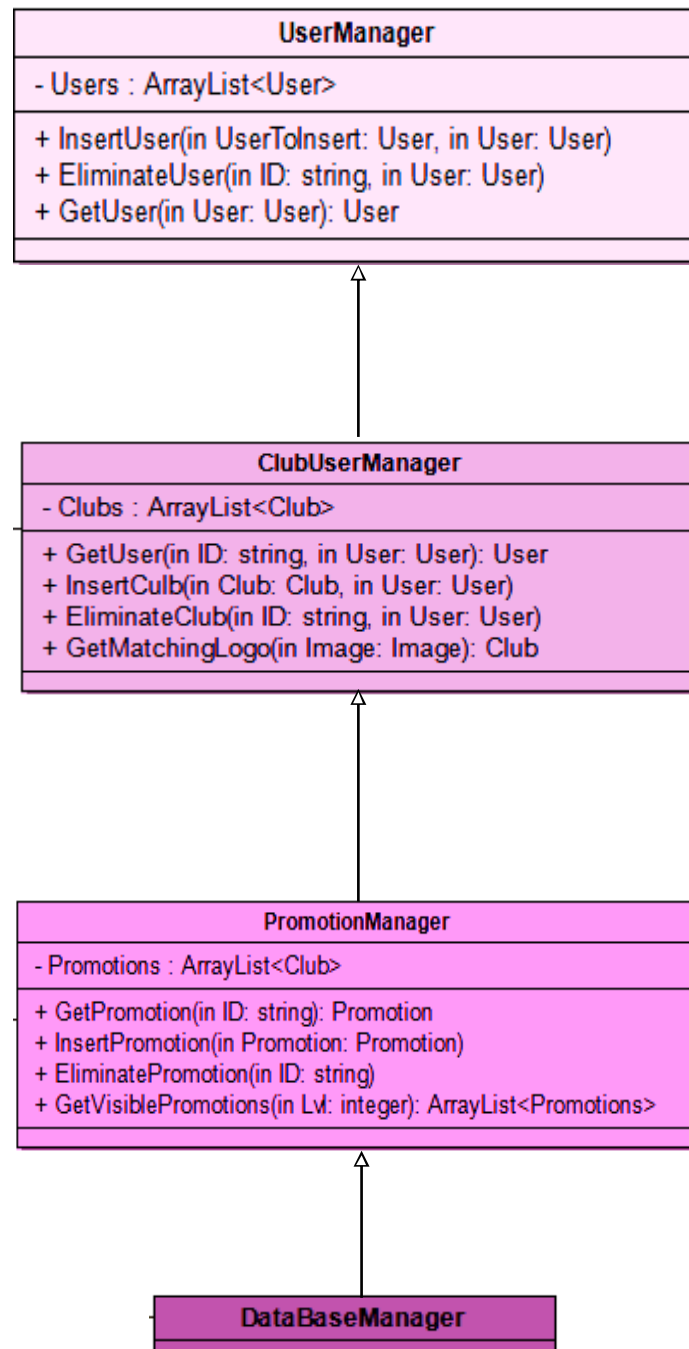 UserManager
- Users : ArrayList<User>
+ InsertUser(in UserToInsert: User, in User: User)
+ EliminateUser(in ID: string, in User: User)
+ GetUser(in User: User): User
ClubUserManager
- Clubs : ArrayList<Club>
+ GetUser(in ID: string, in User: User): User
+ InsertCulb(in Club: Club, in User: User)
+ EliminateClub(in ID: string, in User: User)
+ GetMatchingLogo(in Image: Image): Club
PromotionManager
- Promotions : ArrayList<Club>
+ GetPromotion(in ID: string): Promotion
+ InsertPromotion(in Promotion: Promotion)
+ EliminatePromotion(in ID: string)
+ GetVisiblePromotions(in Lvl: integer): ArrayList<Promotions>
DataBaseManager